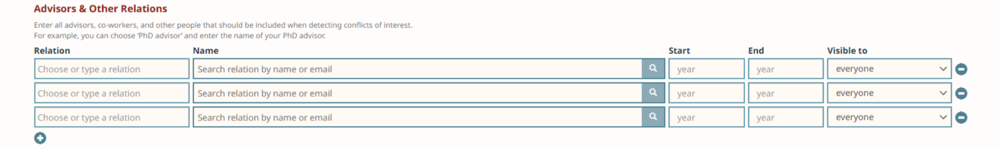 Advisors & Other Relations
Enter all advisors, co-workers, and other people that should be included when detecting conflicts of interest.
For example, you can choose ‘PhD advisor’ and enter the name of your PhD advisor.
Relation Name Start End Visible to
Choose or type a relation Search relation by name or email year year everyone
Choose or type a relation Search relation by name or email year year everyone
Choose or type a relation Search relation by name or email year year everyone